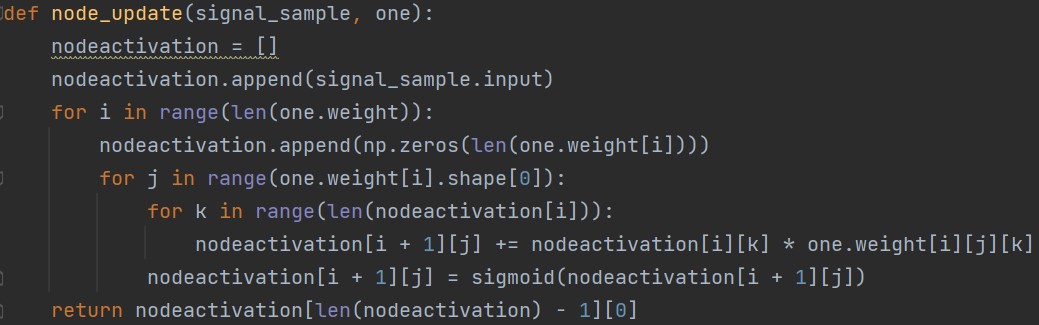 def node_update(signal_sample, one):
    nodeactivation = []
    nodeactivation.append(signal_sample.input)
    for i in range(len(one.weight)):
        nodeactivation.append(np.zeros(len(one.weight[i])))
        for j in range(one.weight[i].shape[0]):
            for k in range(len(nodeactivation[i])):
                nodeactivation[i + 1][j] += nodeactivation[i][k] * one.weight[i][j][k]
            nodeactivation[i + 1][j] = sigmoid(nodeactivation[i + 1][j])
    return nodeactivation[len(nodeactivation) - 1][0]